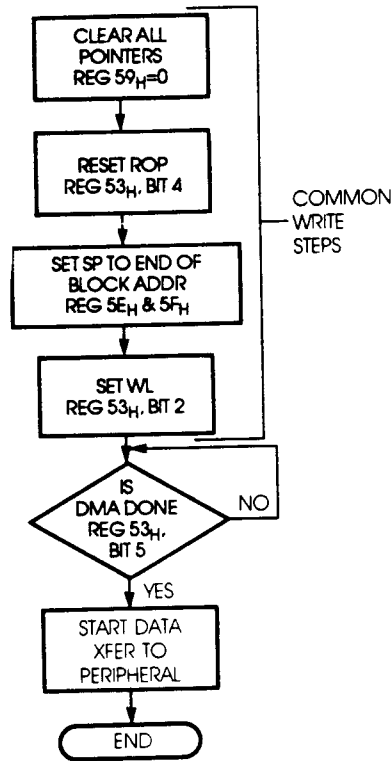 CLEAR ALL
POINTERS
REG 59H=0
RESET ROP
REG 53H, BIT 4
SET SP TO END OF
BLOCK ADDR
REG 5EH & 5FH
SET WL
REG 53H, BIT 2
COMMON
WRITE
STEPS
IS
DMA DONE
REG 53H,
BIT 5
NO
YES
START DATA
XFER TO
PERIPHERAL
END